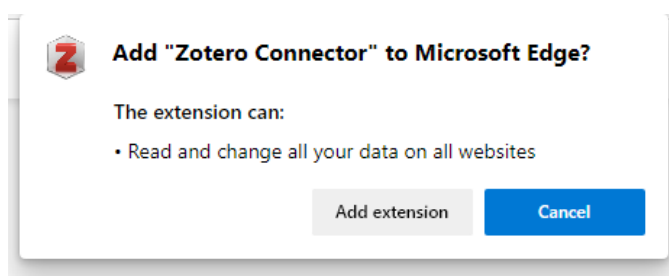 Z
Add "Zotero Connector" to Microsoft Edge?
The extension can:
• Read and change all your data on all websites
Add extension
Cancel